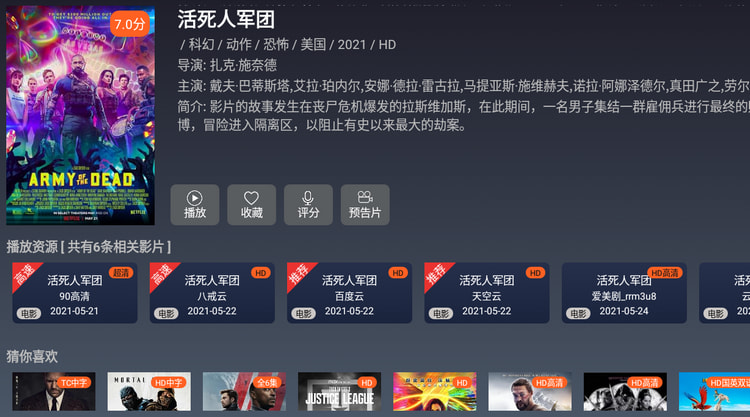 7.0分
ARMY OF THE DEAD
NETFLIX
活死人军团
/ 科幻 / 动作 / 恐怖 / 美国 / 2021 / HD
导演: 扎克·施奈德
主演: 戴夫·巴蒂斯塔,艾拉·珀内尔,安娜·德拉·雷古拉,马提亚斯·施维赫夫,诺拉·阿娜泽德尔,真田广之,劳尔
简介: 影片的故事发生在丧尸危机爆发的拉斯维加斯，在此期间，一名男子集结一群雇佣兵进行最终的
博，冒险进入隔离区，以阻止有史以来最大的劫案。
播放 收藏 评分 预告片
播放资源 [ 共有6条相关影片 ]
高速 超清 高速 HD 推荐 HD 推荐 HD HD高清
活死人军团 活死人军团 活死人军团 活死人军团 活死人军团 活死
90高清 八戒云 百度云 天空云 爱美剧_rrm3u8 云
电影 2021-05-21 电影 2021-05-22 电影 2021-05-22 电影 2021-05-22 电影 2021-05-24 电影 202
猜你喜欢
TC中字 HD中字 全6集 HD HD HD高清 HD高清 HD国英双语
MORTAL JUSTICE LEAGUE